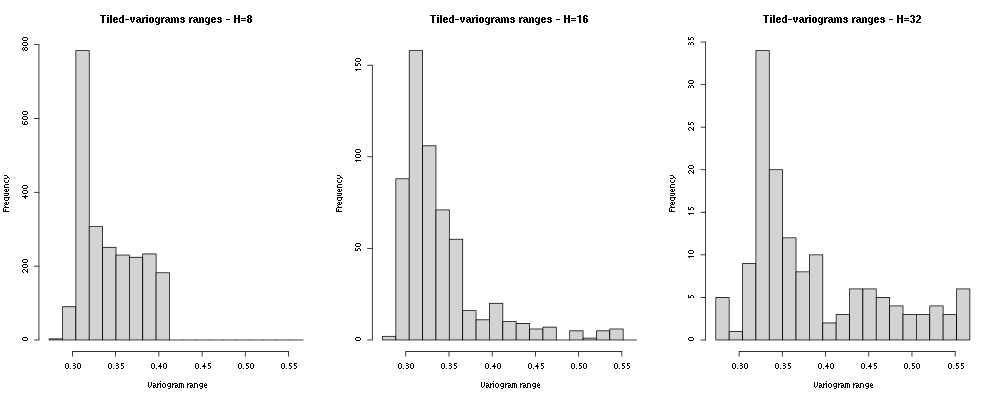 Tiled-variograms ranges - H=8
Tiled-variograms ranges - H=16
Tiled-variograms ranges - H=32
Frequency
800
600
400
200
0
0.30 0.35 0.40 0.45 0.50 0.55
Variogram range
Frequency
150
100
50
0
0.30 0.35 0.40 0.45 0.50 0.55
Variogram range
Frequency
35
30
25
20
15
10
5
0
0.30 0.35 0.40 0.45 0.50 0.55
Variogram range